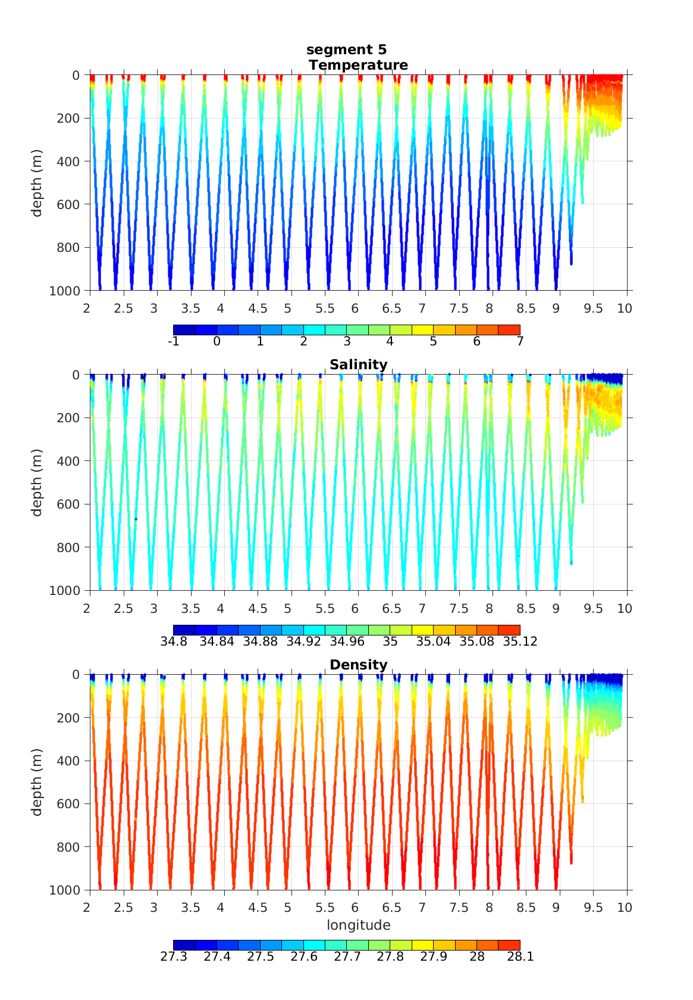 segment 5
Temperature
0
200
400
600
800
1000
depth (m)
2 2.5 3 3.5 4 4.5 5 5.5 6 6.5 7 7.5 8 8.5 9 9.5 10
-1 0 1 2 3 4 5 6 7
Salinity
0
200
400
600
800
1000
depth (m)
2 2.5 3 3.5 4 4.5 5 5.5 6 6.5 7 7.5 8 8.5 9 9.5 10
34.8 34.84 34.88 34.92 34.96 35 35.04 35.08 35.12
Density
0
200
400
600
800
1000
depth (m)
2 2.5 3 3.5 4 4.5 5 5.5 6 6.5 7 7.5 8 8.5 9 9.5 10
longitude
27.3 27.4 27.5 27.6 27.7 27.8 27.9 28 28.1